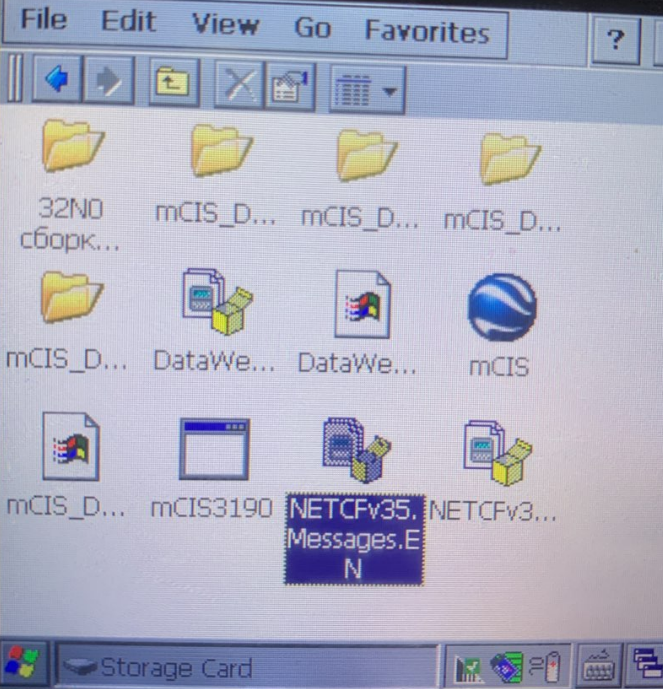 File Edit View Go Favorites ?
32N0
сборк...
mCIS_D...
mCIS_D...
mCIS_D...
mCIS_D...
DataWe...
DataWe...
mCIS
mCIS_D...
mCIS3190
NETCFv35.
Messages.E
N
NETCFv3...
Storage Card